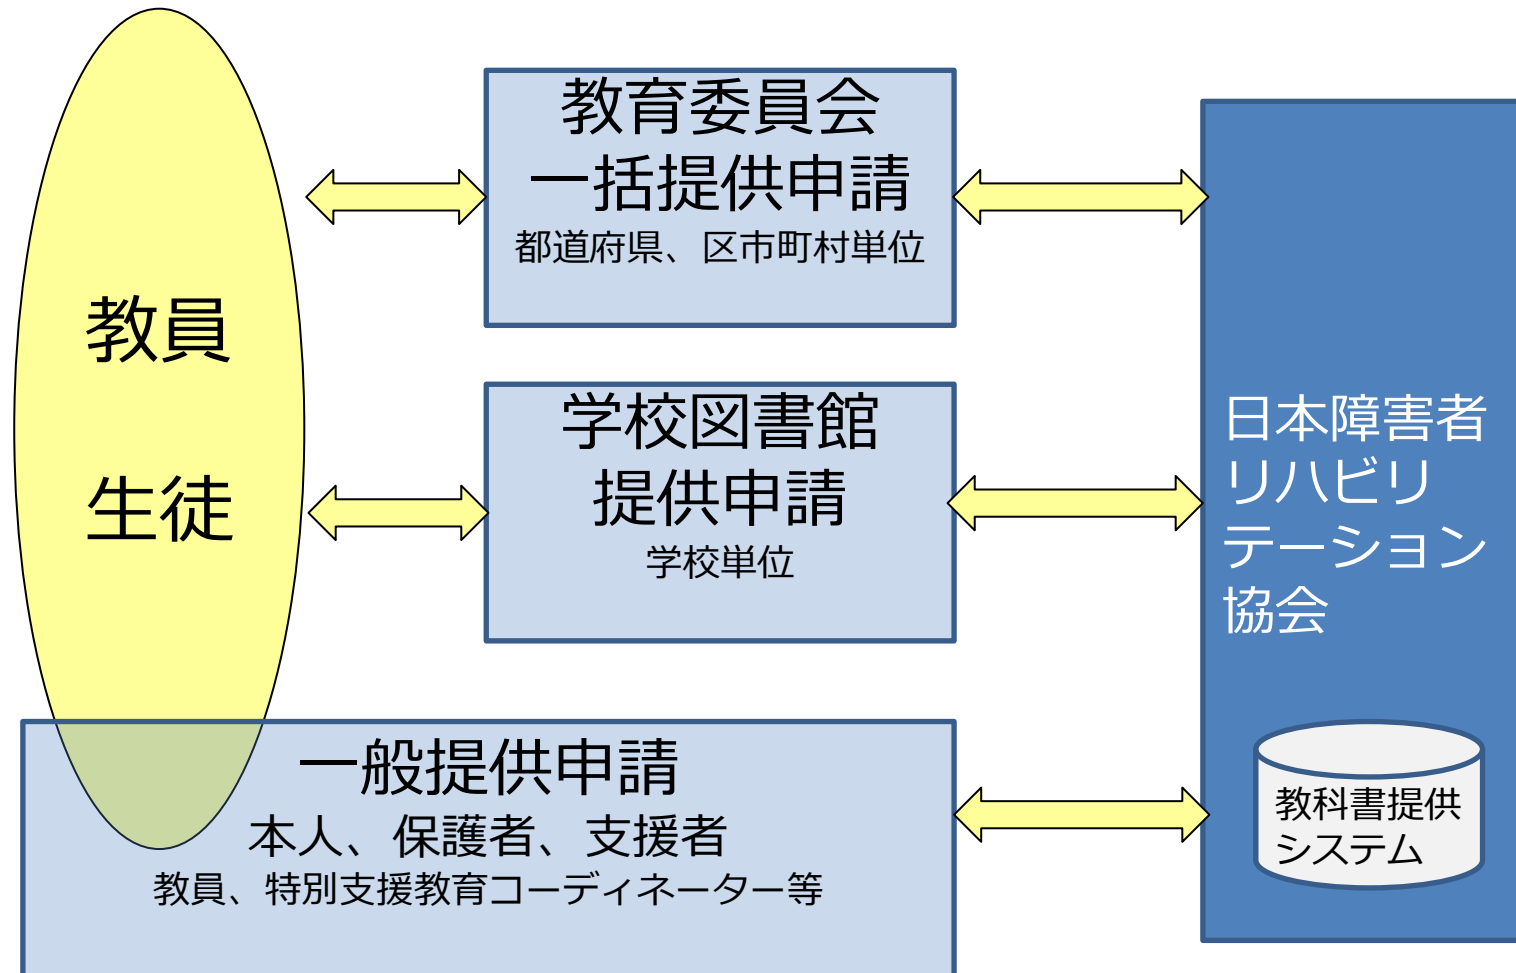 教員
生徒
教育委員会
一括提供申請
都道府県、区市町村単位
学校図書館
提供申請
学校単位
一般提供申請
本人、保護者、支援者
教員、特別支援教育コーディネーター等
日本障害者
リハビリ
テーション
協会
教科書提供
システム